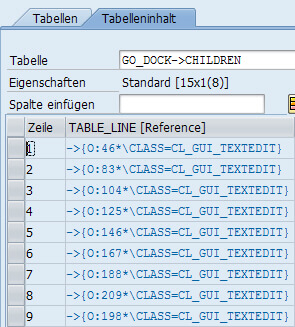 Tabellen Tabelleninhalt
Tabelle GO_DOCK->CHILDREN
Eigenschaften Standard [15x1(8)]
Spalte einfügen
Zeile TABLE_LINE [Reference]
1 ->{O:46*\CLASS=CL_GUI_TEXTEDIT}
2 ->{O:83*\CLASS=CL_GUI_TEXTEDIT}
3 ->{O:104*\CLASS=CL_GUI_TEXTEDIT}
4 ->{O:125*\CLASS=CL_GUI_TEXTEDIT}
5 ->{O:146*\CLASS=CL_GUI_TEXTEDIT}
6 ->{O:167*\CLASS=CL_GUI_TEXTEDIT}
7 ->{O:188*\CLASS=CL_GUI_TEXTEDIT}
8 ->{O:209*\CLASS=CL_GUI_TEXTEDIT}
9 ->{O:198*\CLASS=CL_GUI_TEXTEDIT}